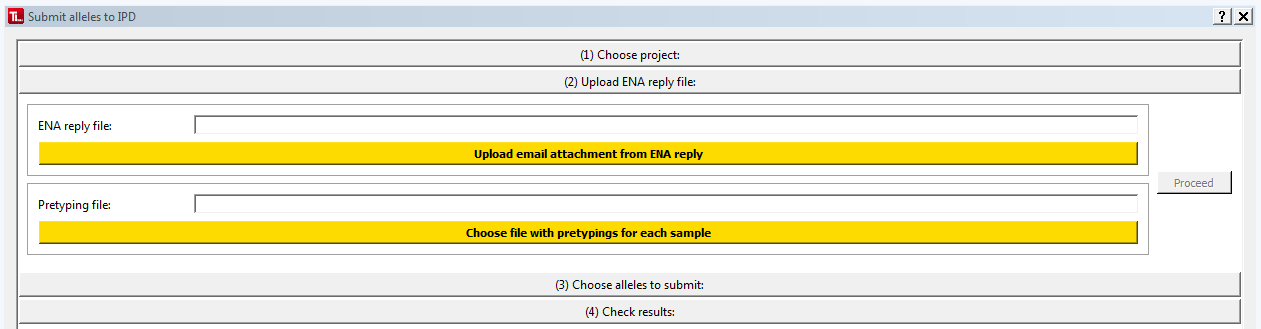 Submit alleles to IPD
(1) Choose project:
(2) Upload ENA reply file:
ENA reply file:
Upload email attachment from ENA reply
Pretyping file:
Choose file with pretypings for each sample
Proceed
(3) Choose alleles to submit:
(4) Check results: